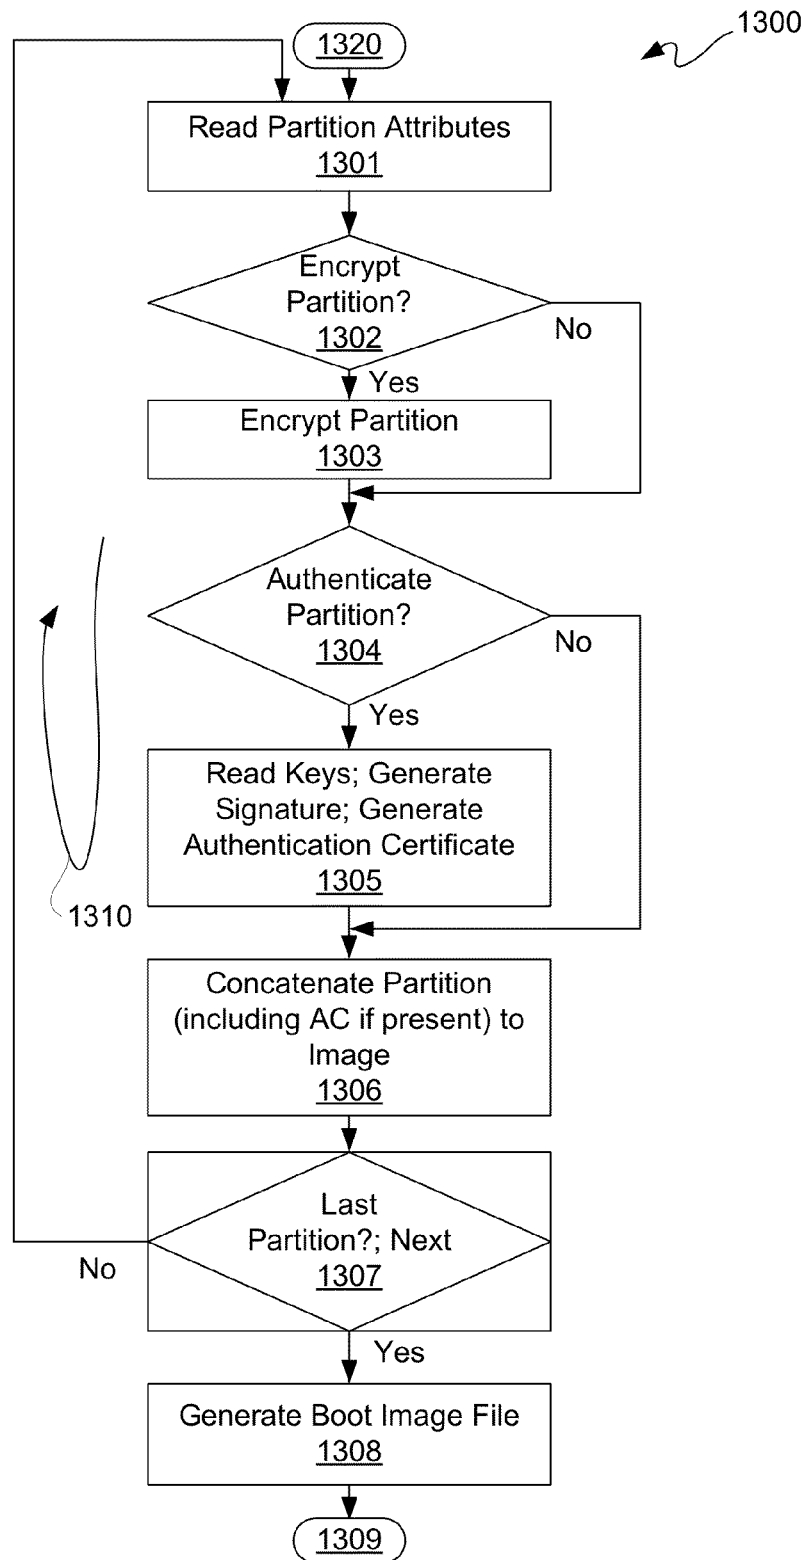 1300
1320
Read Partition Attributes
1301
Encrypt
Partition?
1302
No
Yes
Encrypt Partition
1303
Authenticate
Partition?
1304
No
Yes
Read Keys; Generate
Signature; Generate
Authentication Certificate
1305
1310
Concatenate Partition
(including AC if present) to
Image
1306
Last
Partition?; Next
1307
No
Yes
Generate Boot Image File
1308
1309